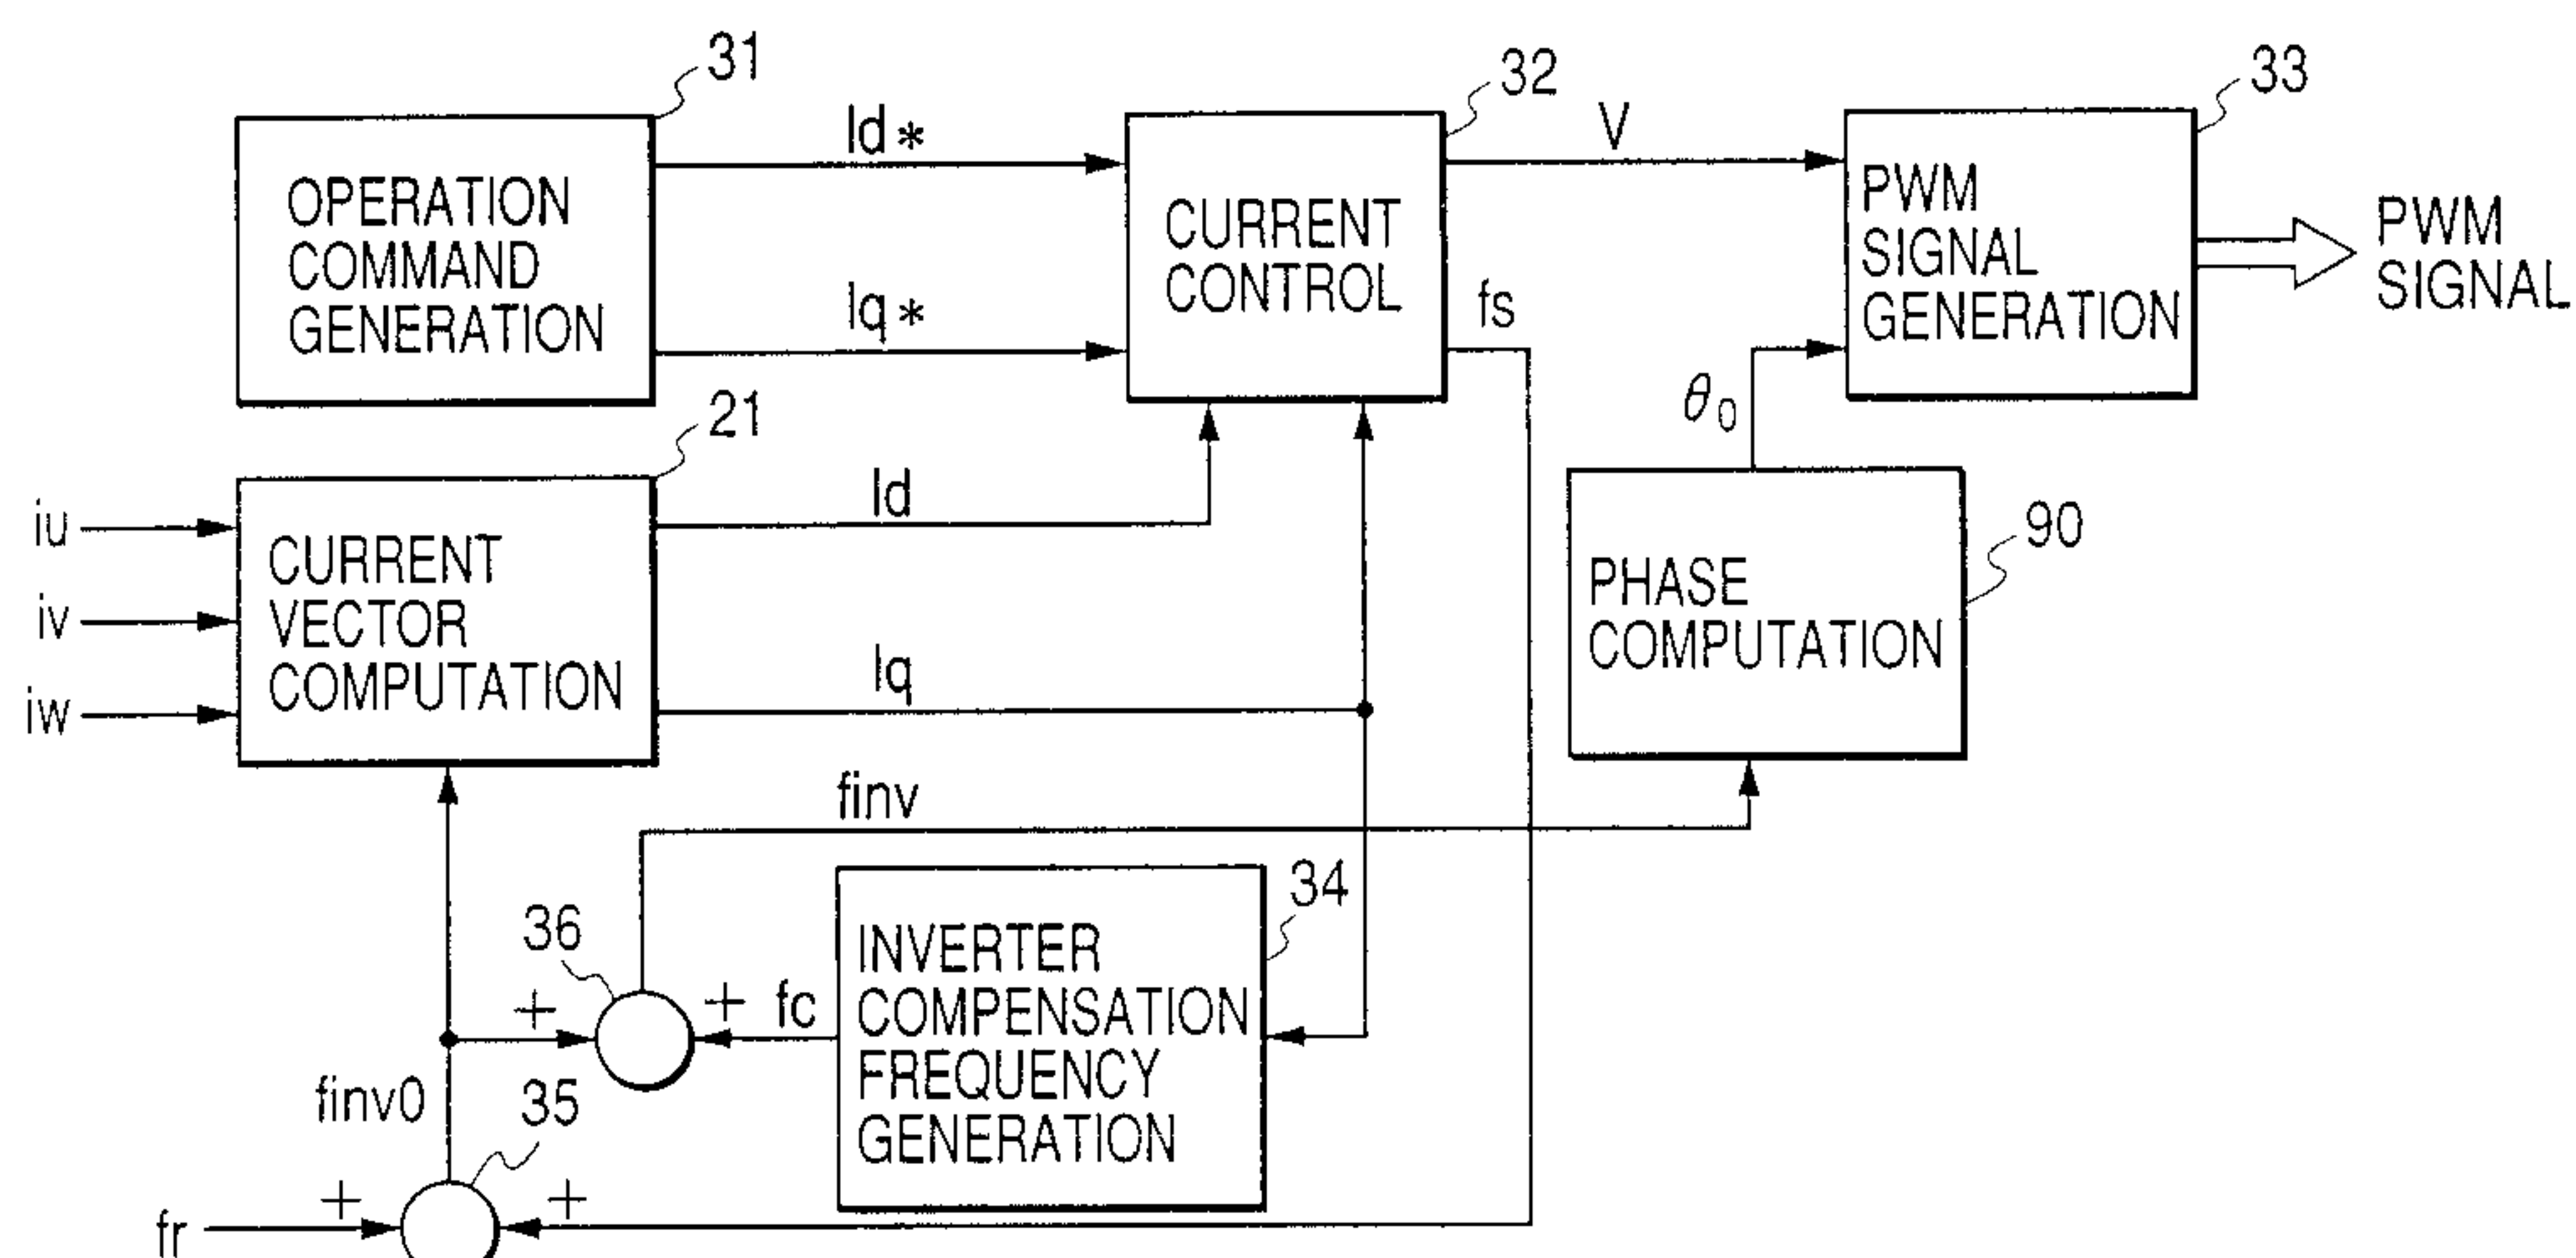 31
OPERATION
COMMAND
GENERATION
Id*
Iq*
32
CURRENT
CONTROL
V
fs
33
PWM
SIGNAL
GENERATION
PWM
SIGNAL
θ0
21
iu
iv
iw
CURRENT
VECTOR
COMPUTATION
Id
Iq
90
PHASE
COMPUTATION
finv
34
INVERTER
COMPENSATION
FREQUENCY
GENERATION
36
+
+
fc
finv0
35
fr
+
+